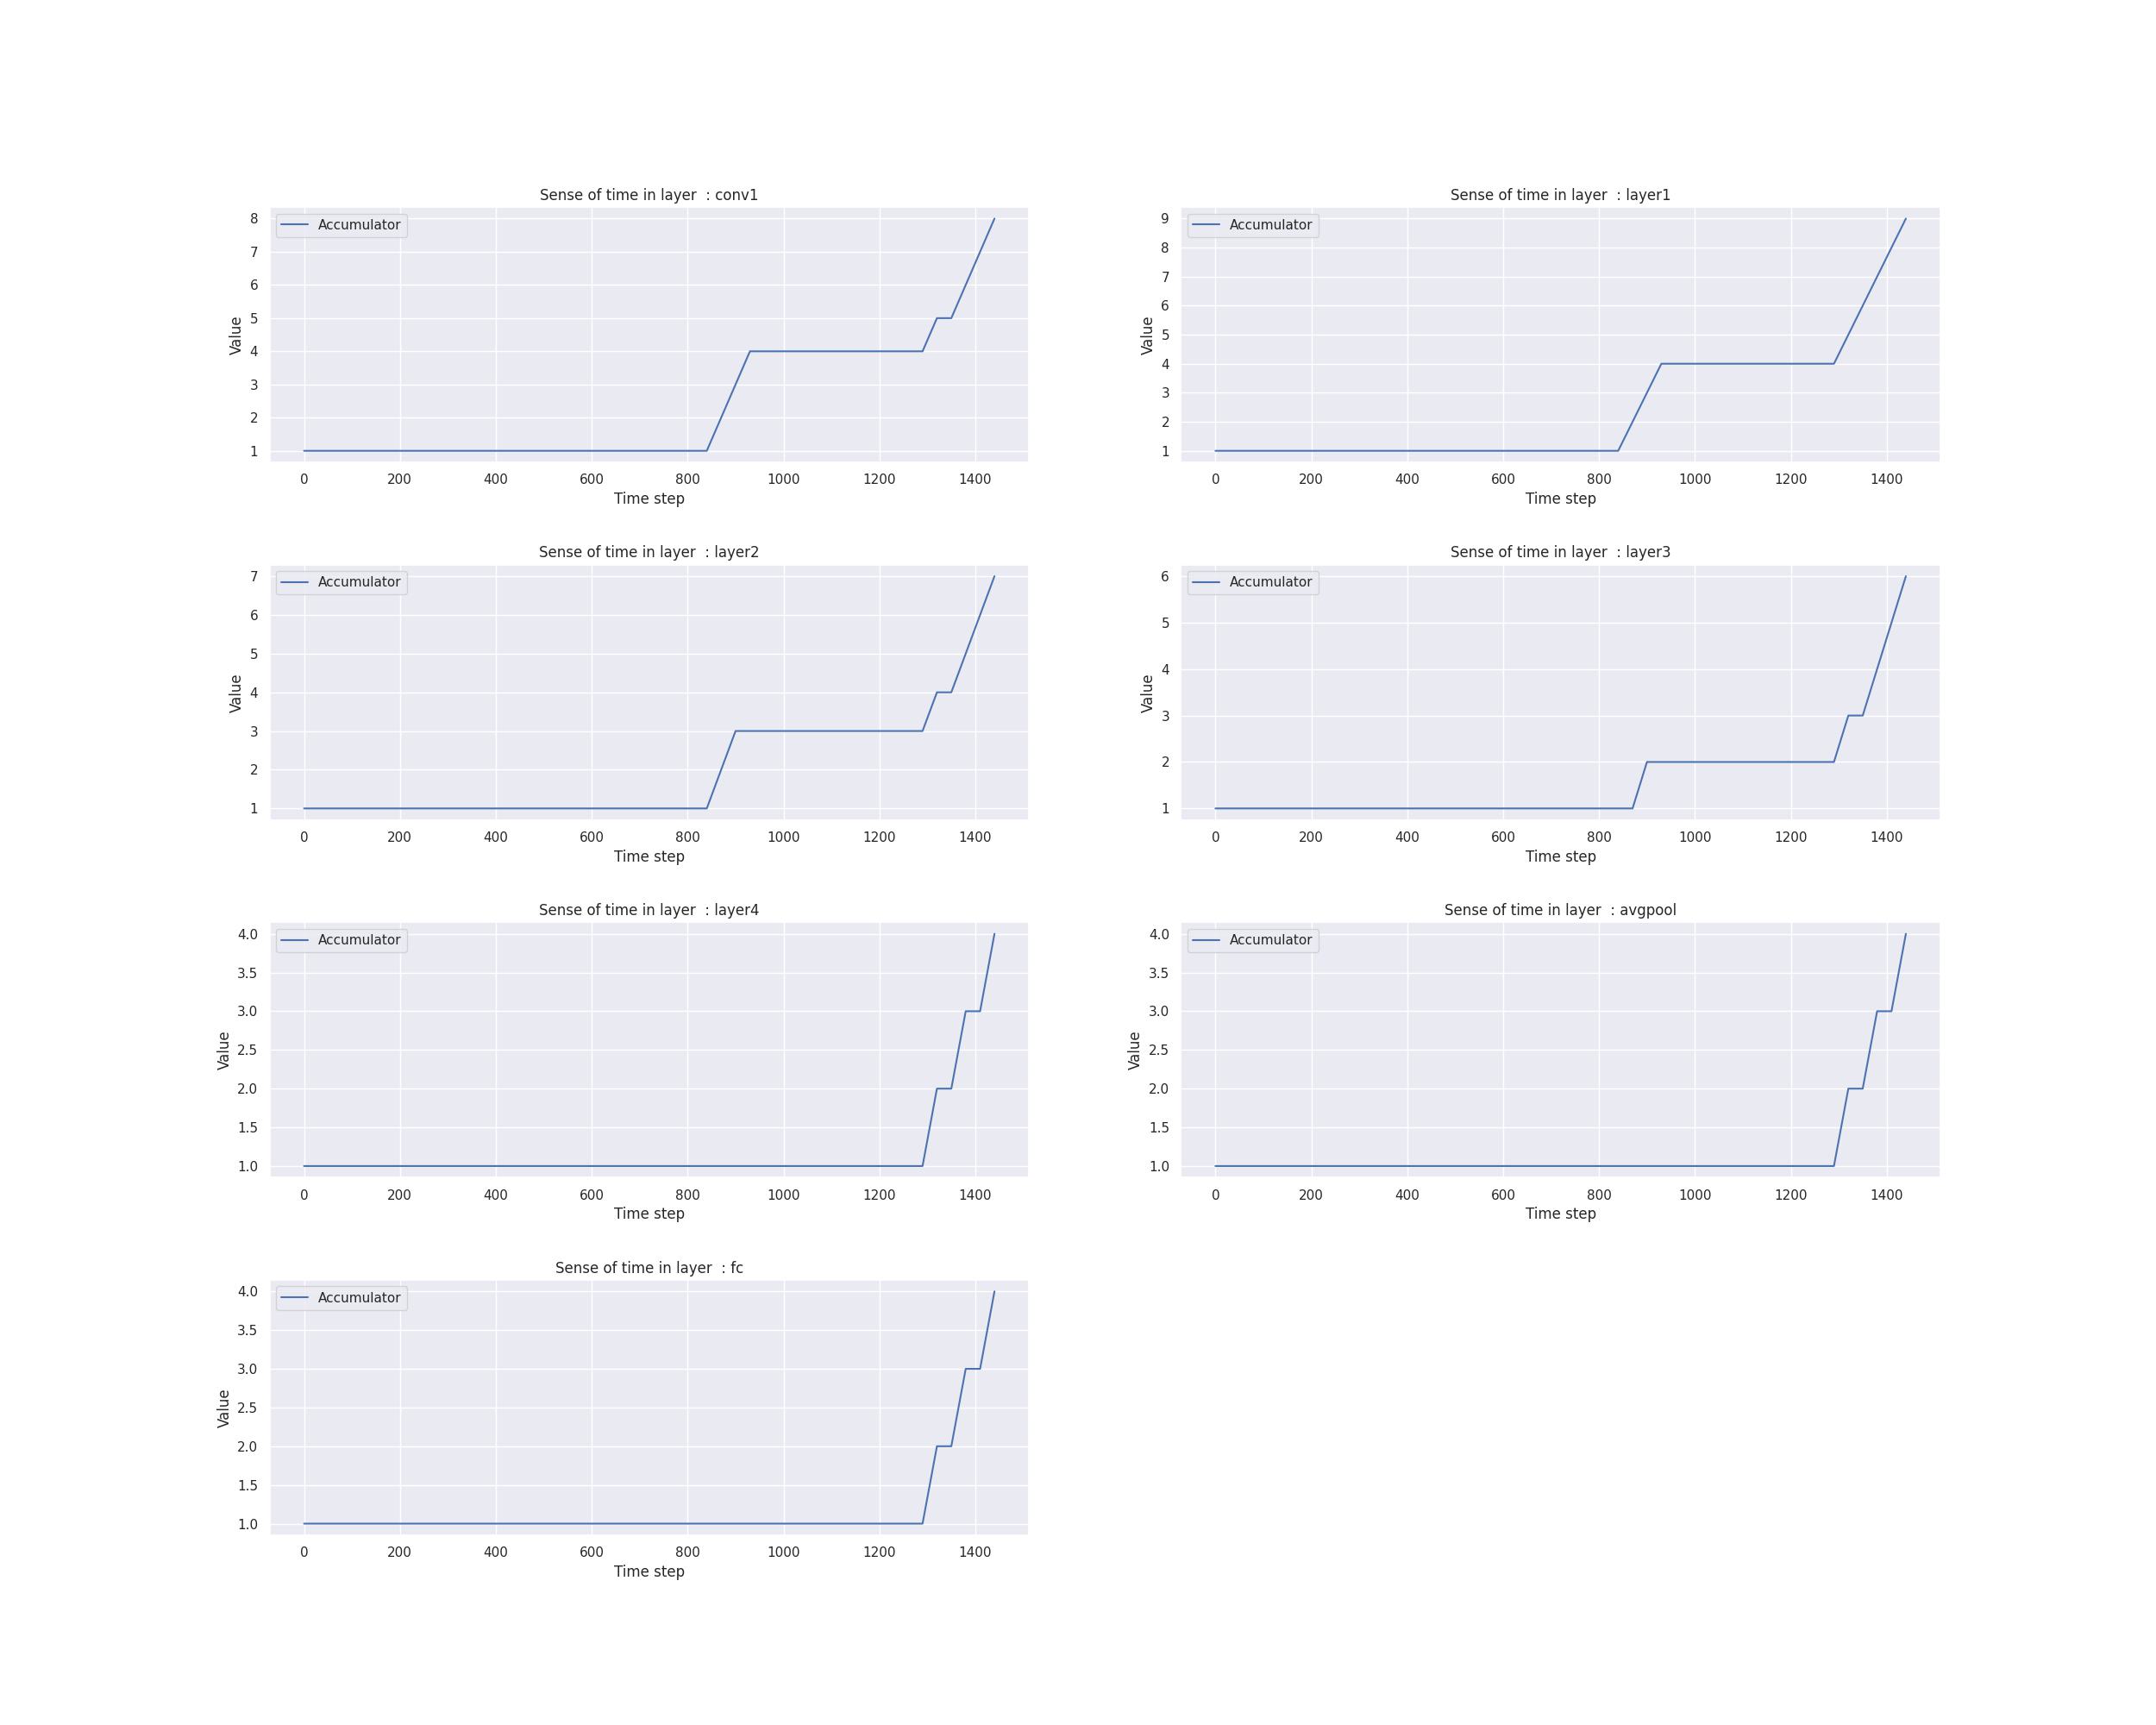 Sense of time in layer  : conv1
Accumulator
8
7
6
5
4
3
2
1
Value
0 200 400 600 800 1000 1200 1400
Time step
Sense of time in layer  : layer1
Accumulator
9
8
7
6
5
4
3
2
1
Value
0 200 400 600 800 1000 1200 1400
Time step
Sense of time in layer  : layer2
Accumulator
7
6
5
4
3
2
1
Value
0 200 400 600 800 1000 1200 1400
Time step
Sense of time in layer  : layer3
Accumulator
6
5
4
3
2
1
Value
0 200 400 600 800 1000 1200 1400
Time step
Sense of time in layer  : layer4
Accumulator
4.0
3.5
3.0
2.5
2.0
1.5
1.0
Value
0 200 400 600 800 1000 1200 1400
Time step
Sense of time in layer  : avgpool
Accumulator
4.0
3.5
3.0
2.5
2.0
1.5
1.0
Value
0 200 400 600 800 1000 1200 1400
Time step
Sense of time in layer  : fc
Accumulator
4.0
3.5
3.0
2.5
2.0
1.5
1.0
Value
0 200 400 600 800 1000 1200 1400
Time step